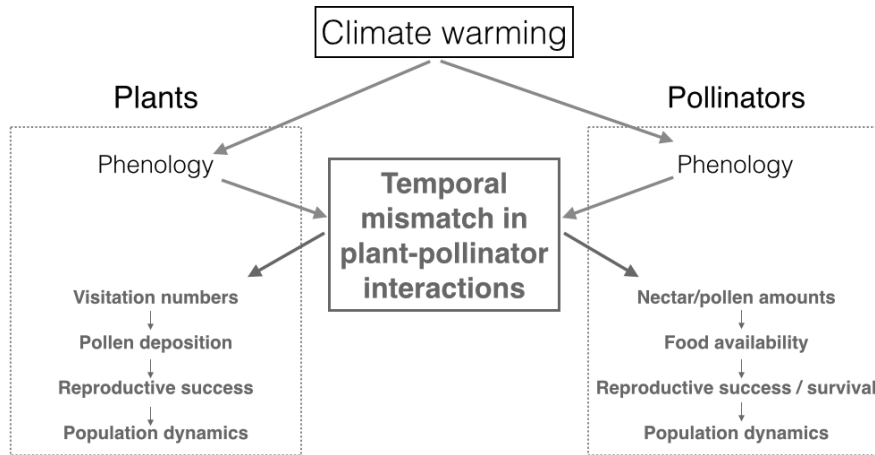 Climate warming
Plants
Pollinators
Phenology
Phenology
Temporal
mismatch in
plant-pollinator
interactions
Visitation numbers
Pollen deposition
Reproductive success
Population dynamics
Nectar/pollen amounts
Food availability
Reproductive success / survival
Population dynamics